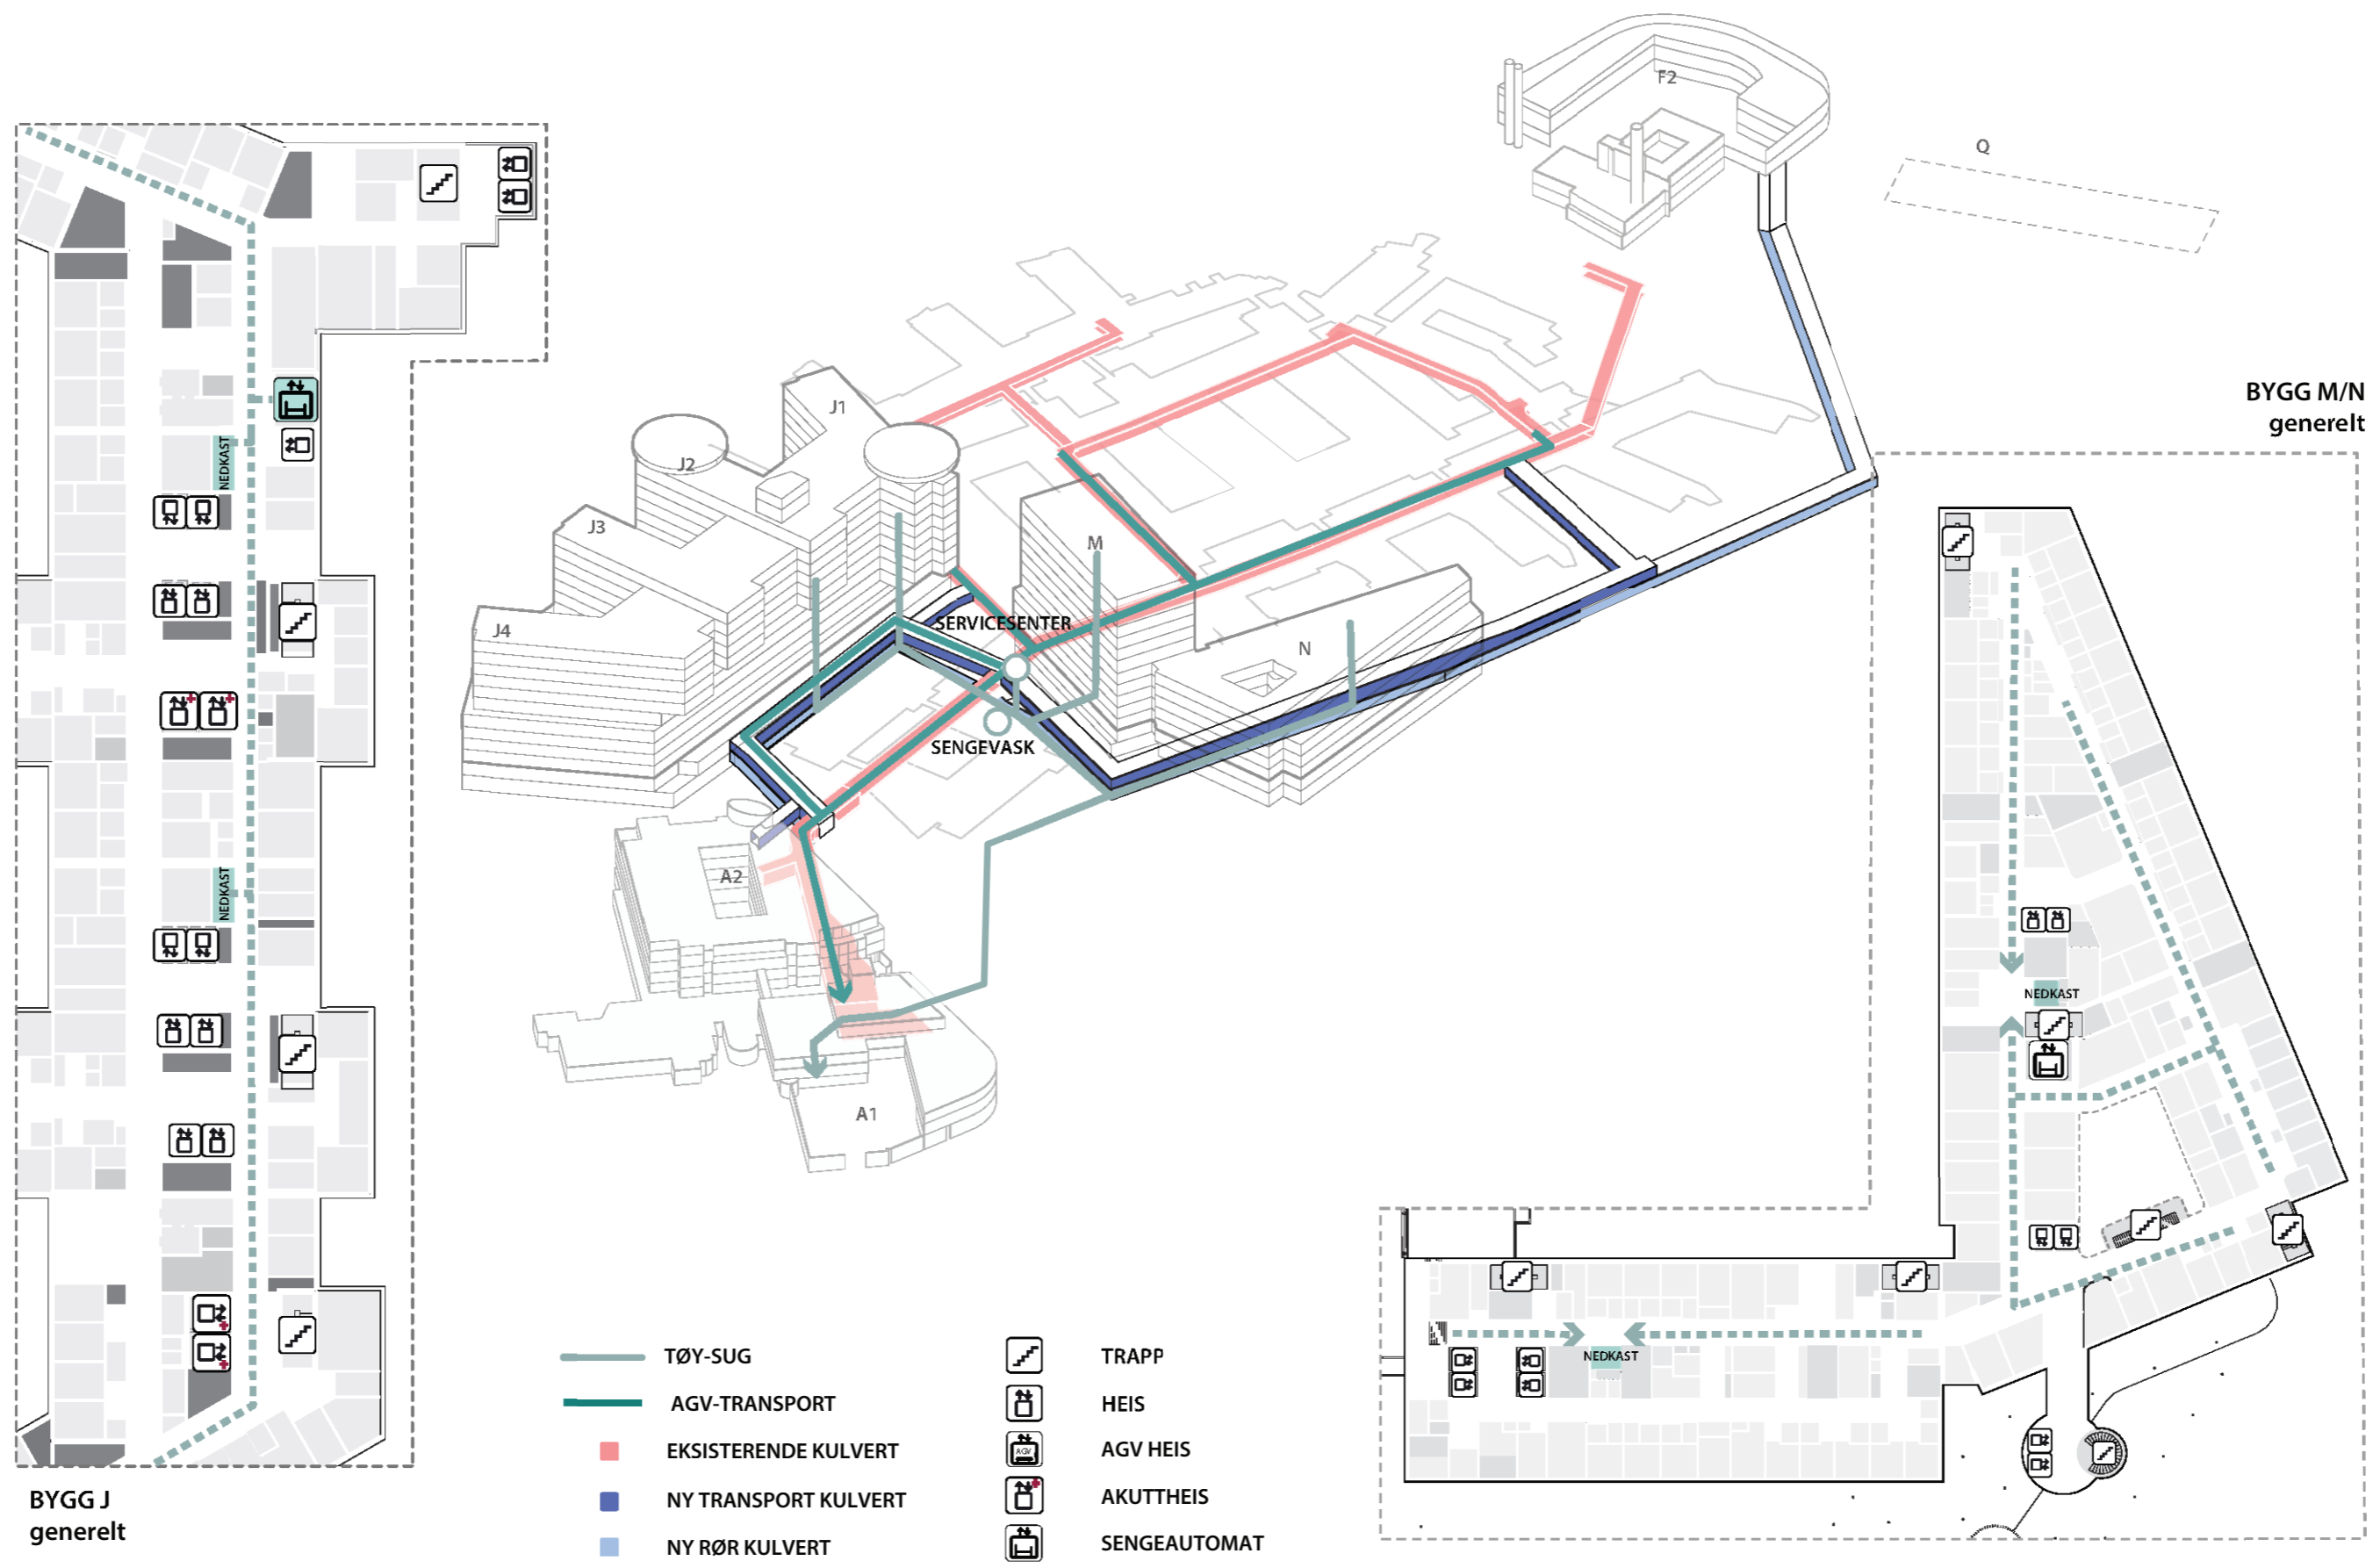 F2
Q
J1
J2
J3
J4
M
N
SERVICESENTER
SENGEVASK
A2
A1
NEDKAST
NEDKAST
BYGG J
generelt
BYGG M/N
generelt
NEDKAST
NEDKAST
TØY-SUG
AGV-TRANSPORT
EKSISTERENDE KULVERT
NY TRANSPORT KULVERT
NY RØR KULVERT
TRAPP
HEIS
AGV
AGV HEIS
AKUTTHEIS
SENGEAUTOMAT